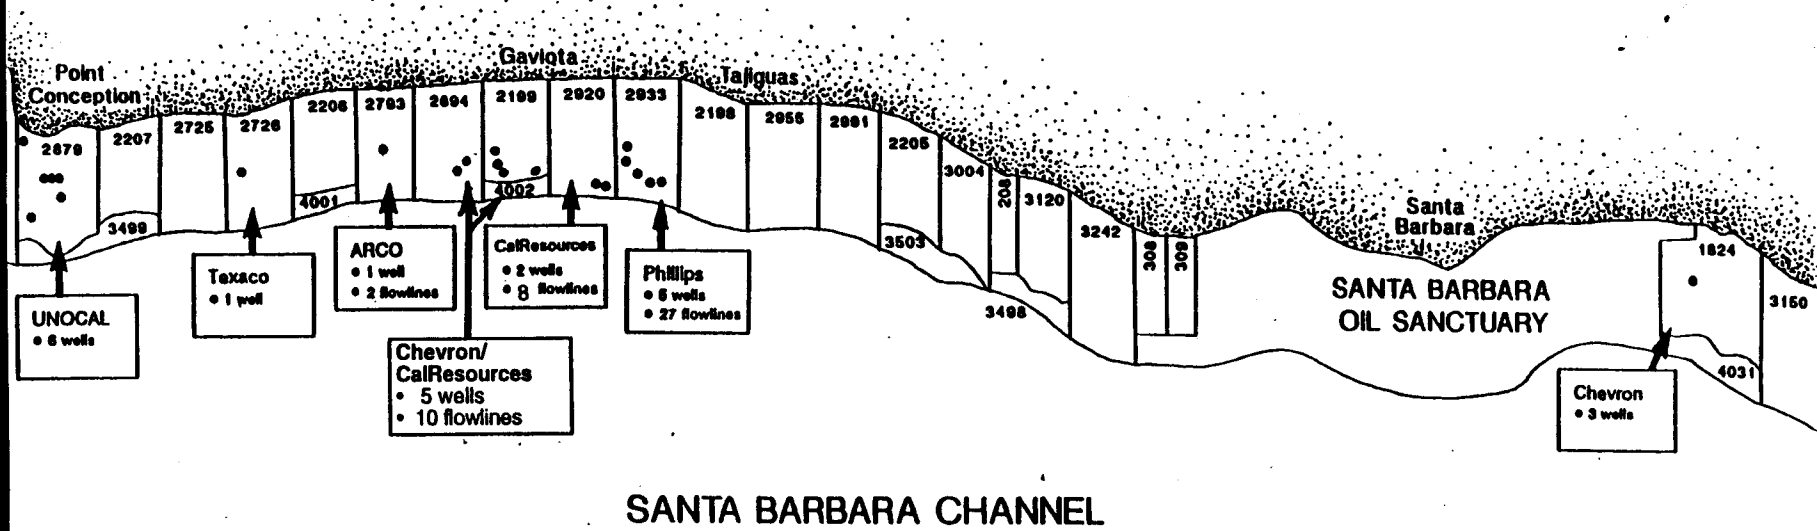 Point
Conception
Gaviota
Tajiguas
2879
2207
2725
2726
2206
2793
2894
2199
2920
2933
2198
2955
2991
2205
3004
208
3120
3242
308
309
Santa
Barbara
1824
3150
3499
4001
4002
3503
3498
4031
SANTA BARBARA
OIL SANCTUARY
UNOCAL
• 6 wells
Texaco
• 1 well
ARCO
• 1 well
• 2 flowlines
Chevron/
CalResources
• 5 wells
• 10 flowlines
CalResources
• 2 wells
• 8 flowlines
Phillips
• 5 wells
• 27 flowlines
Chevron
• 3 wells
SANTA BARBARA CHANNEL